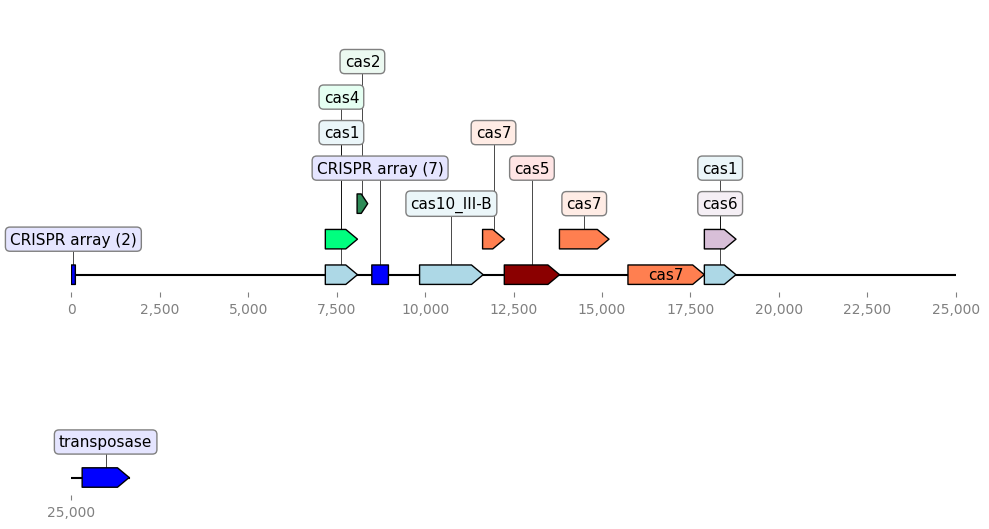 cas2
cas4
cas1
cas7
CRISPR array (7)
cas5
cas1
cas10_III-B
cas7
cas6
CRISPR array (2)
cas7
0
2,500
5,000
7,500
10,000
12,500
15,000
17,500
20,000
22,500
25,000
transposase
25,000